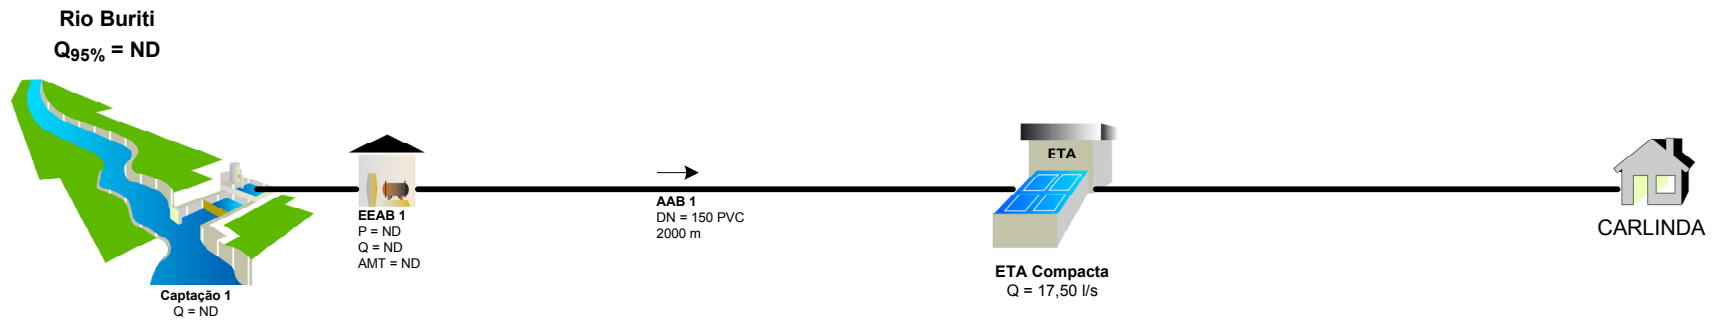 Rio Buriti
Q95% = ND
ETA
EEAB 1
P = ND
Q = ND
AMT = ND
AAB 1
DN = 150 PVC
2000 m
CARLINDA
ETA Compacta
Q = 17,50 l/s
Captação 1
Q = ND